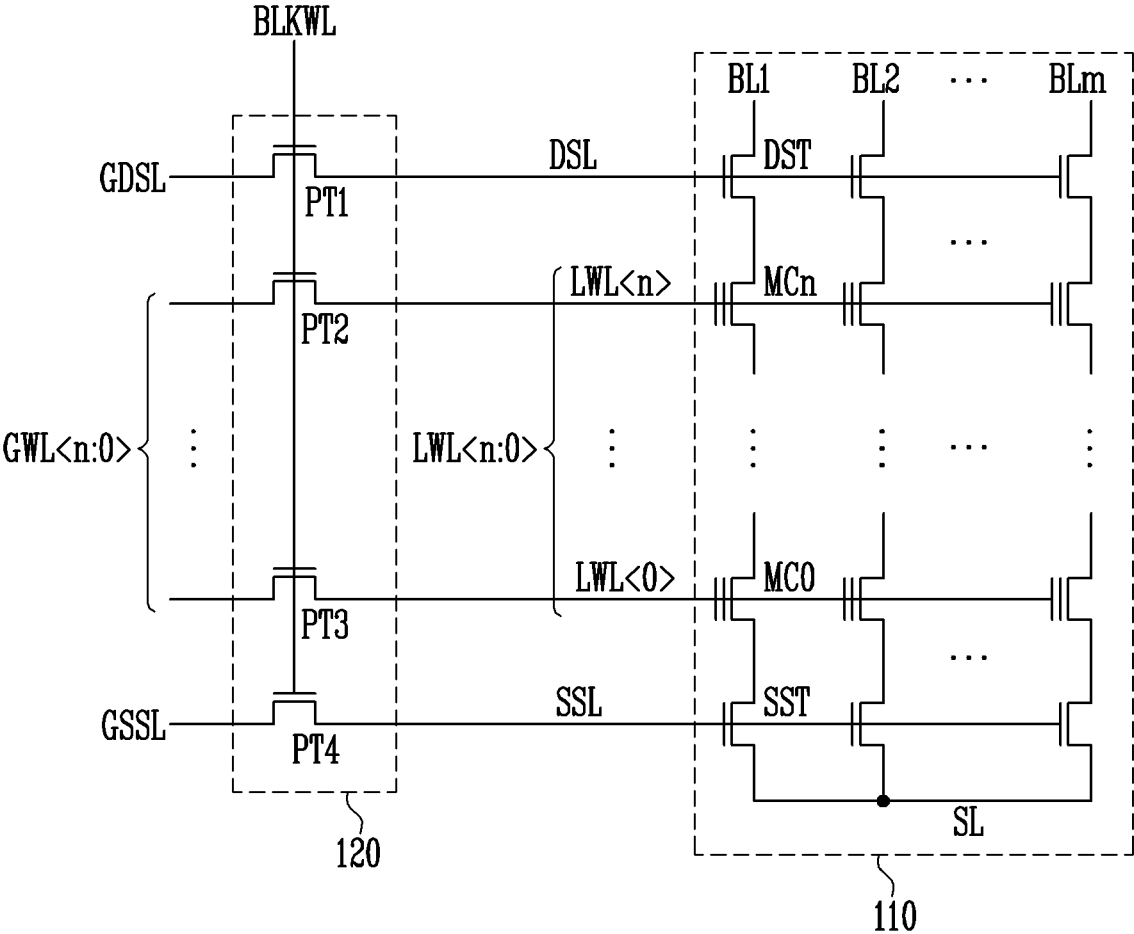 BLKWL
BL1 BL2 ... BLm
GDSL DSL DST
PT1
...
LWL<n> MCn
PT2
GWL<n:0> LWL<n:0> ...
LWL<0> MC0
PT3
...
GSSL SSL SST
PT4
SL
120
110